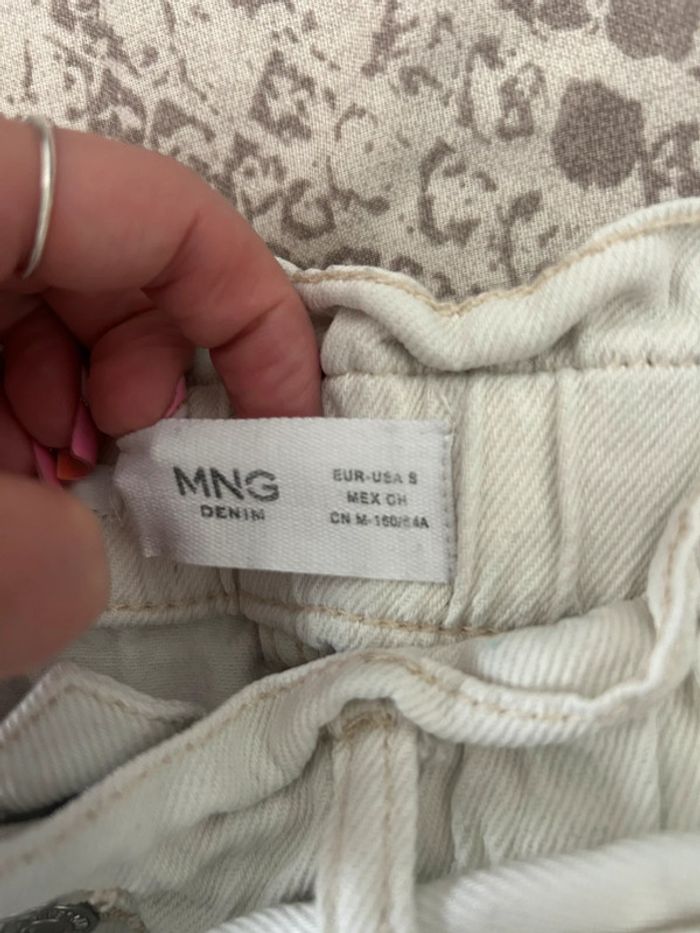 MNG
DENIM
EUR-USA S
MEX CH
CN M-160/64A